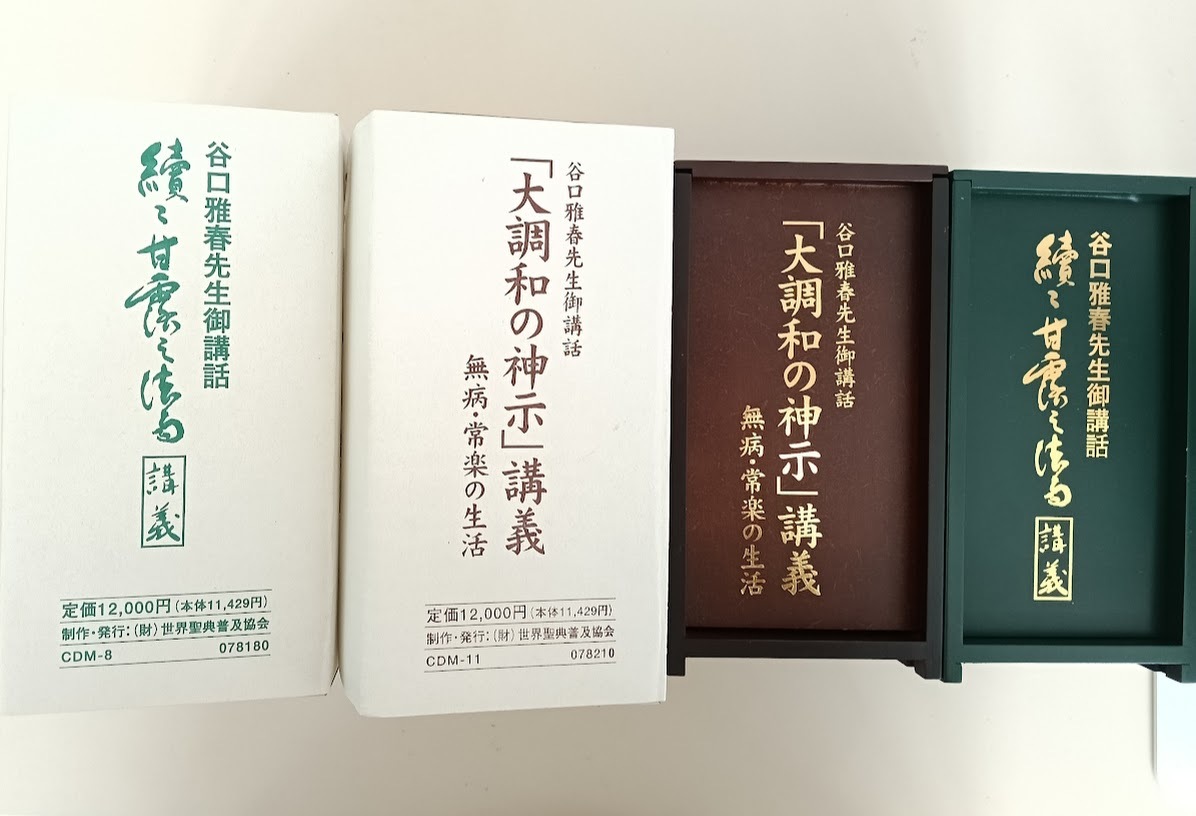 谷口雅春先生御講話
續々甘露の法雨
講義
定価12,000円(本体11,429円)
制作・発行:(財)世界聖典普及協会
CDM-8 078180
谷口雅春先生御講話
「大調和の神示」講義
無病・常楽の生活
定価12,000円(本体11,429円)
制作・発行:(財)世界聖典普及協会
CDM-11 078210
谷口雅春先生御講話
「大調和の神示」講義
無病・常楽の生活
谷口雅春先生御講話
續々甘露の法雨
講義